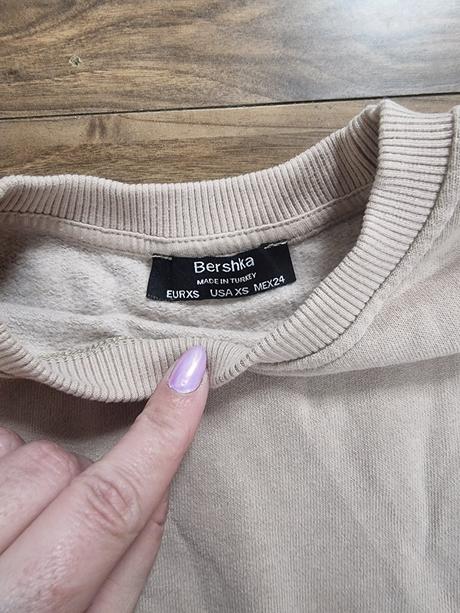 Bershka
MADE IN TURKEY
EURXS USA XS MEX24